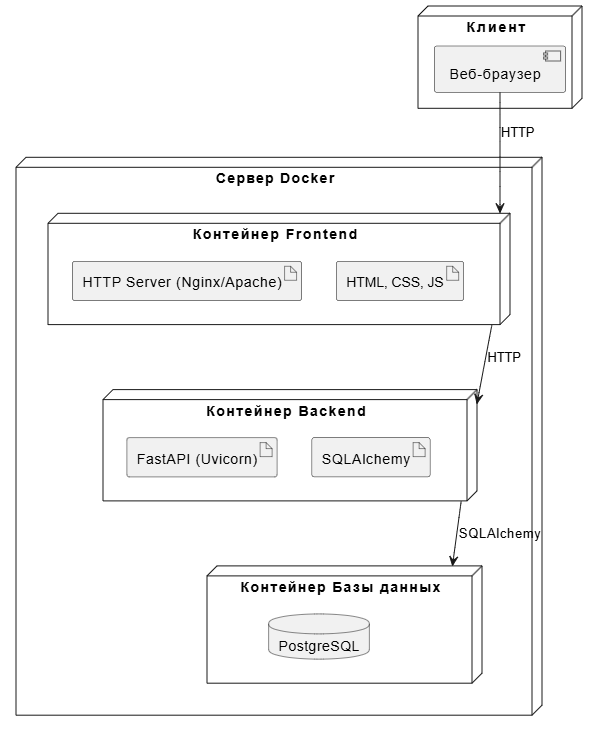 Клиент
Веб-браузер
HTTP
Сервер Docker
Контейнер Frontend
HTTP Server (Nginx/Apache)
HTML, CSS, JS
HTTP
Контейнер Backend
FastAPI (Uvicorn)
SQLAlchemy
SQLAlchemy
Контейнер Базы данных
PostgreSQL